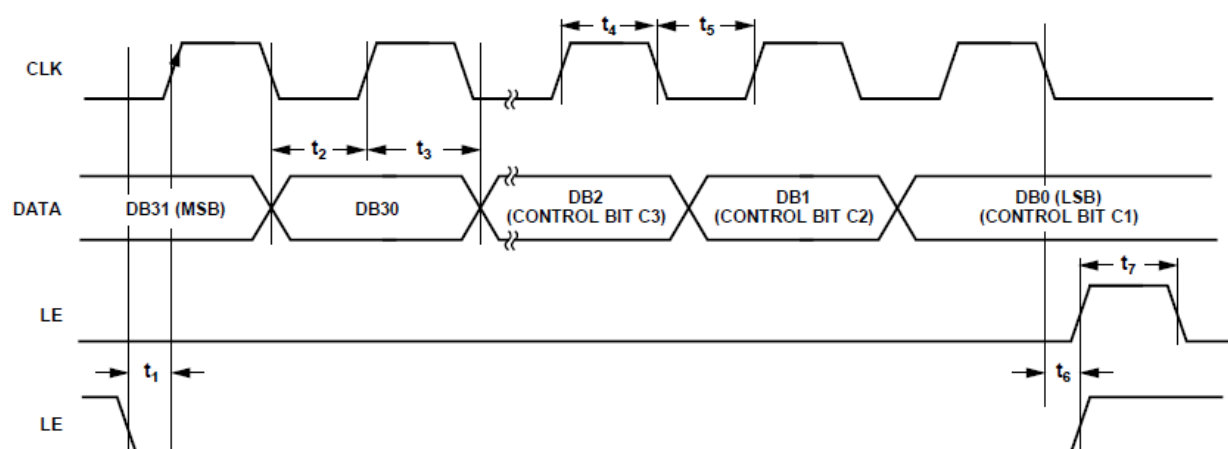 t4
t5
CLK
t2
t3
DATA
DB31 (MSB)
DB30
DB2
(CONTROL BIT C3)
DB1
(CONTROL BIT C2)
DB0 (LSB)
(CONTROL BIT C1)
t7
LE
t1
t6
LE